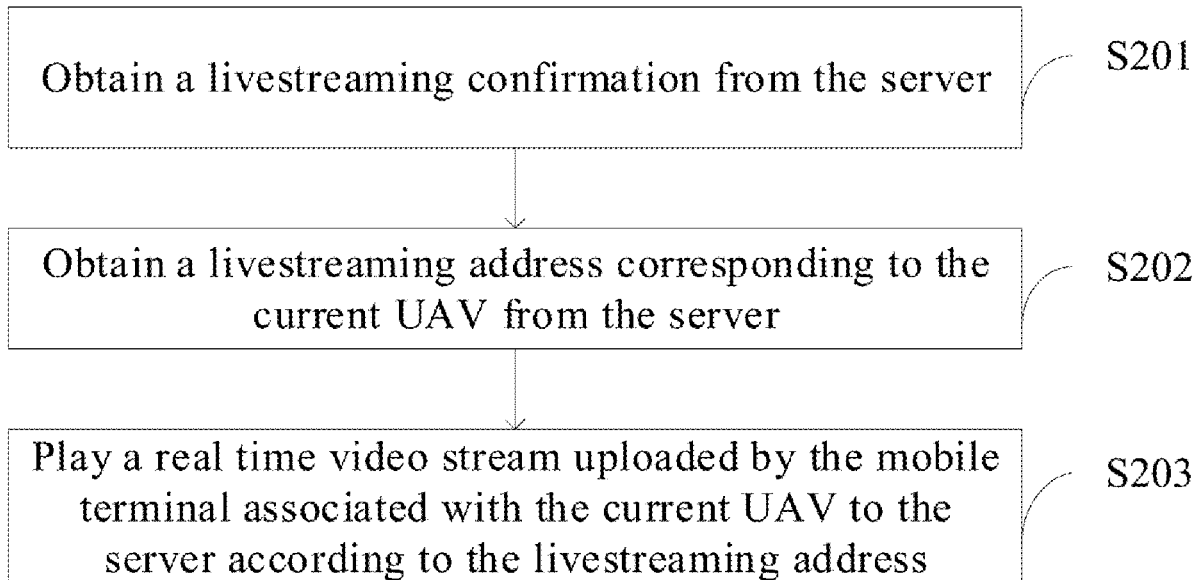 Obtain a livestreaming confirmation from the server
S201
Obtain a livestreaming address corresponding to the
current UAV from the server
S202
Play a real time video stream uploaded by the mobile
terminal associated with the current UAV to the
server according to the livestreaming address
S203